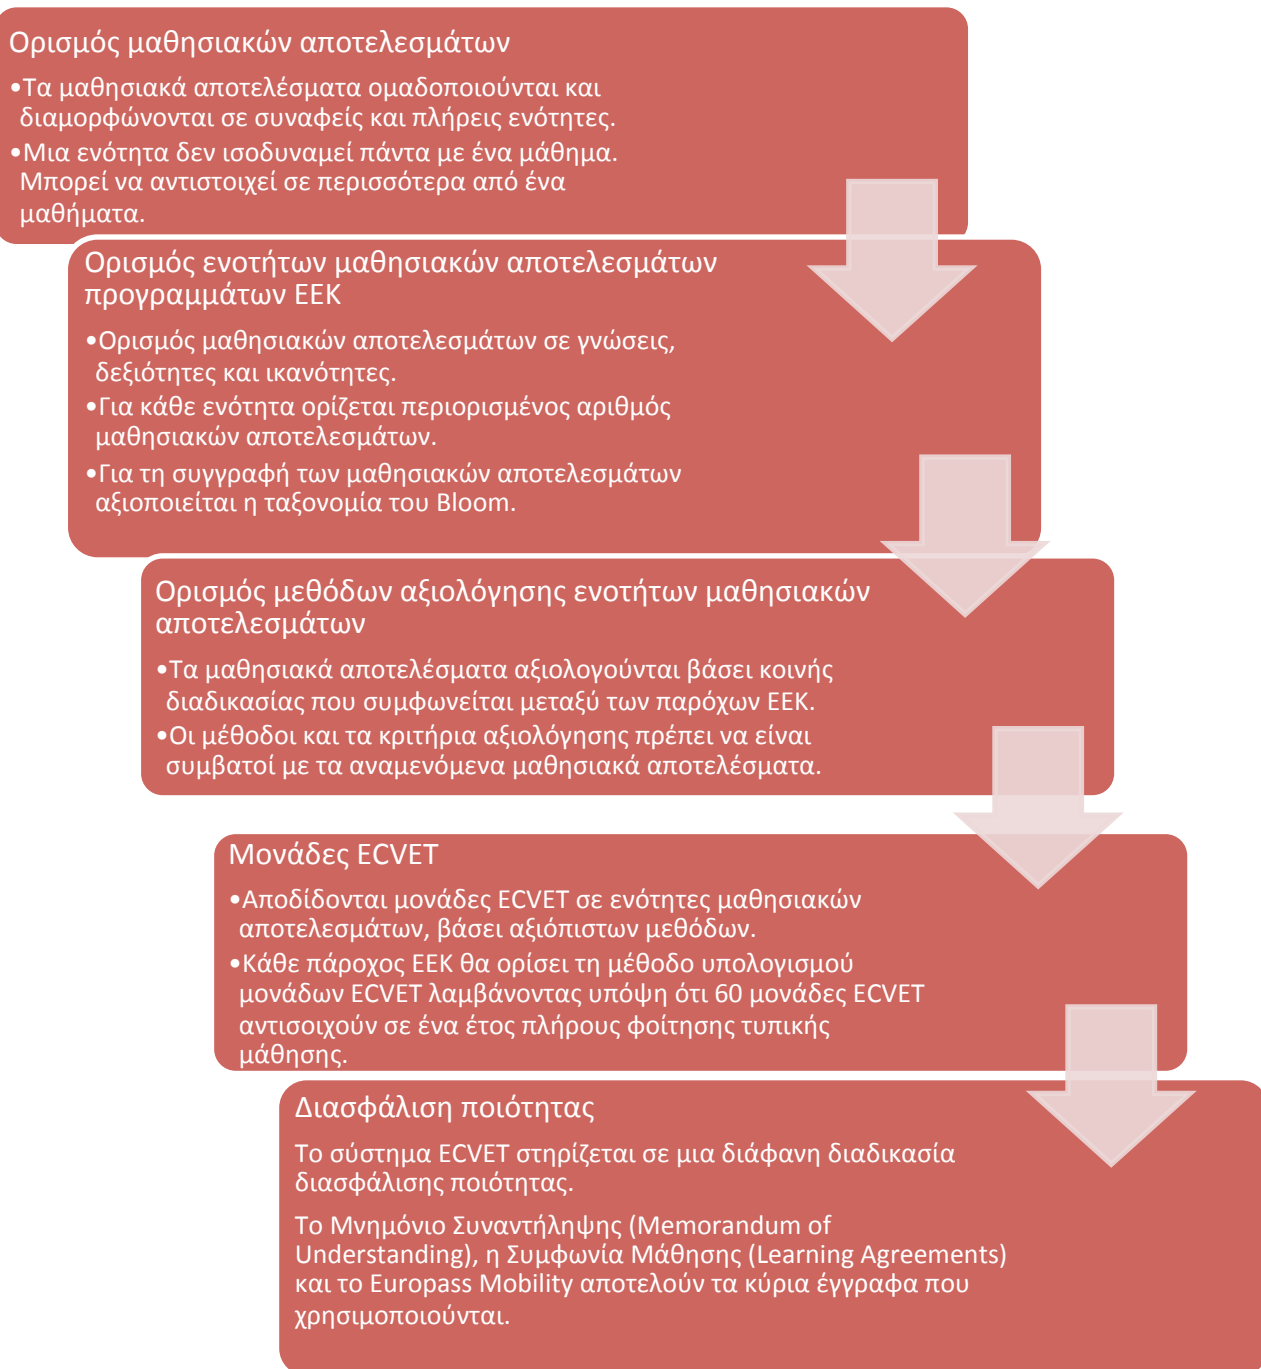 Ορισμός μαθησιακών αποτελεσμάτων
•Τα μαθησιακά αποτελέσματα ομαδοποιούνται και
διαμορφώνονται σε συναφείς και πλήρεις ενότητες.
•Μια ενότητα δεν ισοδυναμεί πάντα με ένα μάθημα.
Μπορεί να αντιστοιχεί σε περισσότερα από ένα
μαθήματα.
Ορισμός ενοτήτων μαθησιακών αποτελεσμάτων
προγραμμάτων ΕΕΚ
•Ορισμός μαθησιακών αποτελεσμάτων σε γνώσεις,
δεξιότητες και ικανότητες.
•Για κάθε ενότητα ορίζεται περιορισμένος αριθμός
μαθησιακών αποτελεσμάτων.
•Για τη συγγραφή των μαθησιακών αποτελεσμάτων
αξιοποιείται η ταξονομία του Bloom.
Ορισμός μεθόδων αξιολόγησης ενοτήτων μαθησιακών
αποτελεσμάτων
•Τα μαθησιακά αποτελέσματα αξιολογούνται βάσει κοινής
διαδικασίας που συμφωνείται μεταξύ των παρόχων ΕΕΚ.
•Οι μέθοδοι και τα κριτήρια αξιολόγησης πρέπει να είναι
συμβατοί με τα αναμενόμενα μαθησιακά αποτελέσματα.
Μονάδες ECVET
•Αποδίδονται μονάδες ECVET σε ενότητες μαθησιακών
αποτελεσμάτων, βάσει αξιόπιστων μεθόδων.
•Κάθε πάροχος ΕΕΚ θα ορίσει τη μέθοδο υπολογισμού
μονάδων ECVET λαμβάνοντας υπόψη ότι 60 μονάδες ECVET
αντισοιχούν σε ένα έτος πλήρους φοίτησης τυπικής
μάθησης.
Διασφάλιση ποιότητας
Το σύστημα ECVET στηρίζεται σε μια διάφανη διαδικασία
διασφάλισης ποιότητας.
Το Μνημόνιο Συναντήληψης (Memorandum of
Understanding), η Συμφωνία Μάθησης (Learning Agreements)
και το Europass Mobility αποτελούν τα κύρια έγγραφα που
χρησιμοποιούνται.